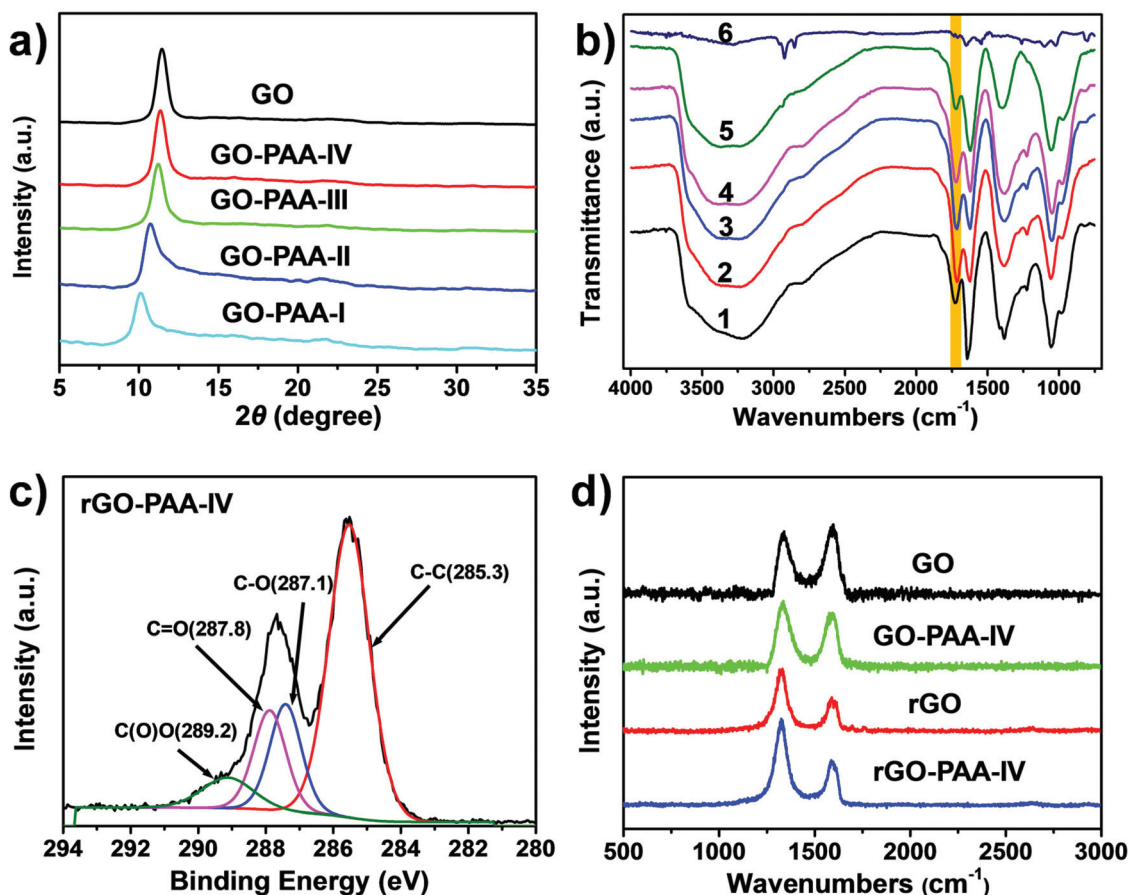 a)
GO
GO-PAA-IV
GO-PAA-III
GO-PAA-II
GO-PAA-I
Intensity (a.u.)
5 10 15 20 25 30 35
2θ (degree)
b)
6
5
4
3
2
1
Transmittance (a.u.)
4000 3500 3000 2500 2000 1500 1000
Wavenumbers (cm⁻¹)
c)
rGO-PAA-IV
C-O(287.1)
C-C(285.3)
C=O(287.8)
C(O)O(289.2)
Intensity (a.u.)
294 292 290 288 286 284 282 280
Binding Energy (eV)
d)
GO
GO-PAA-IV
rGO
rGO-PAA-IV
Intensity (a.u.)
500 1000 1500 2000 2500 3000
Wavenumbers (cm⁻¹)